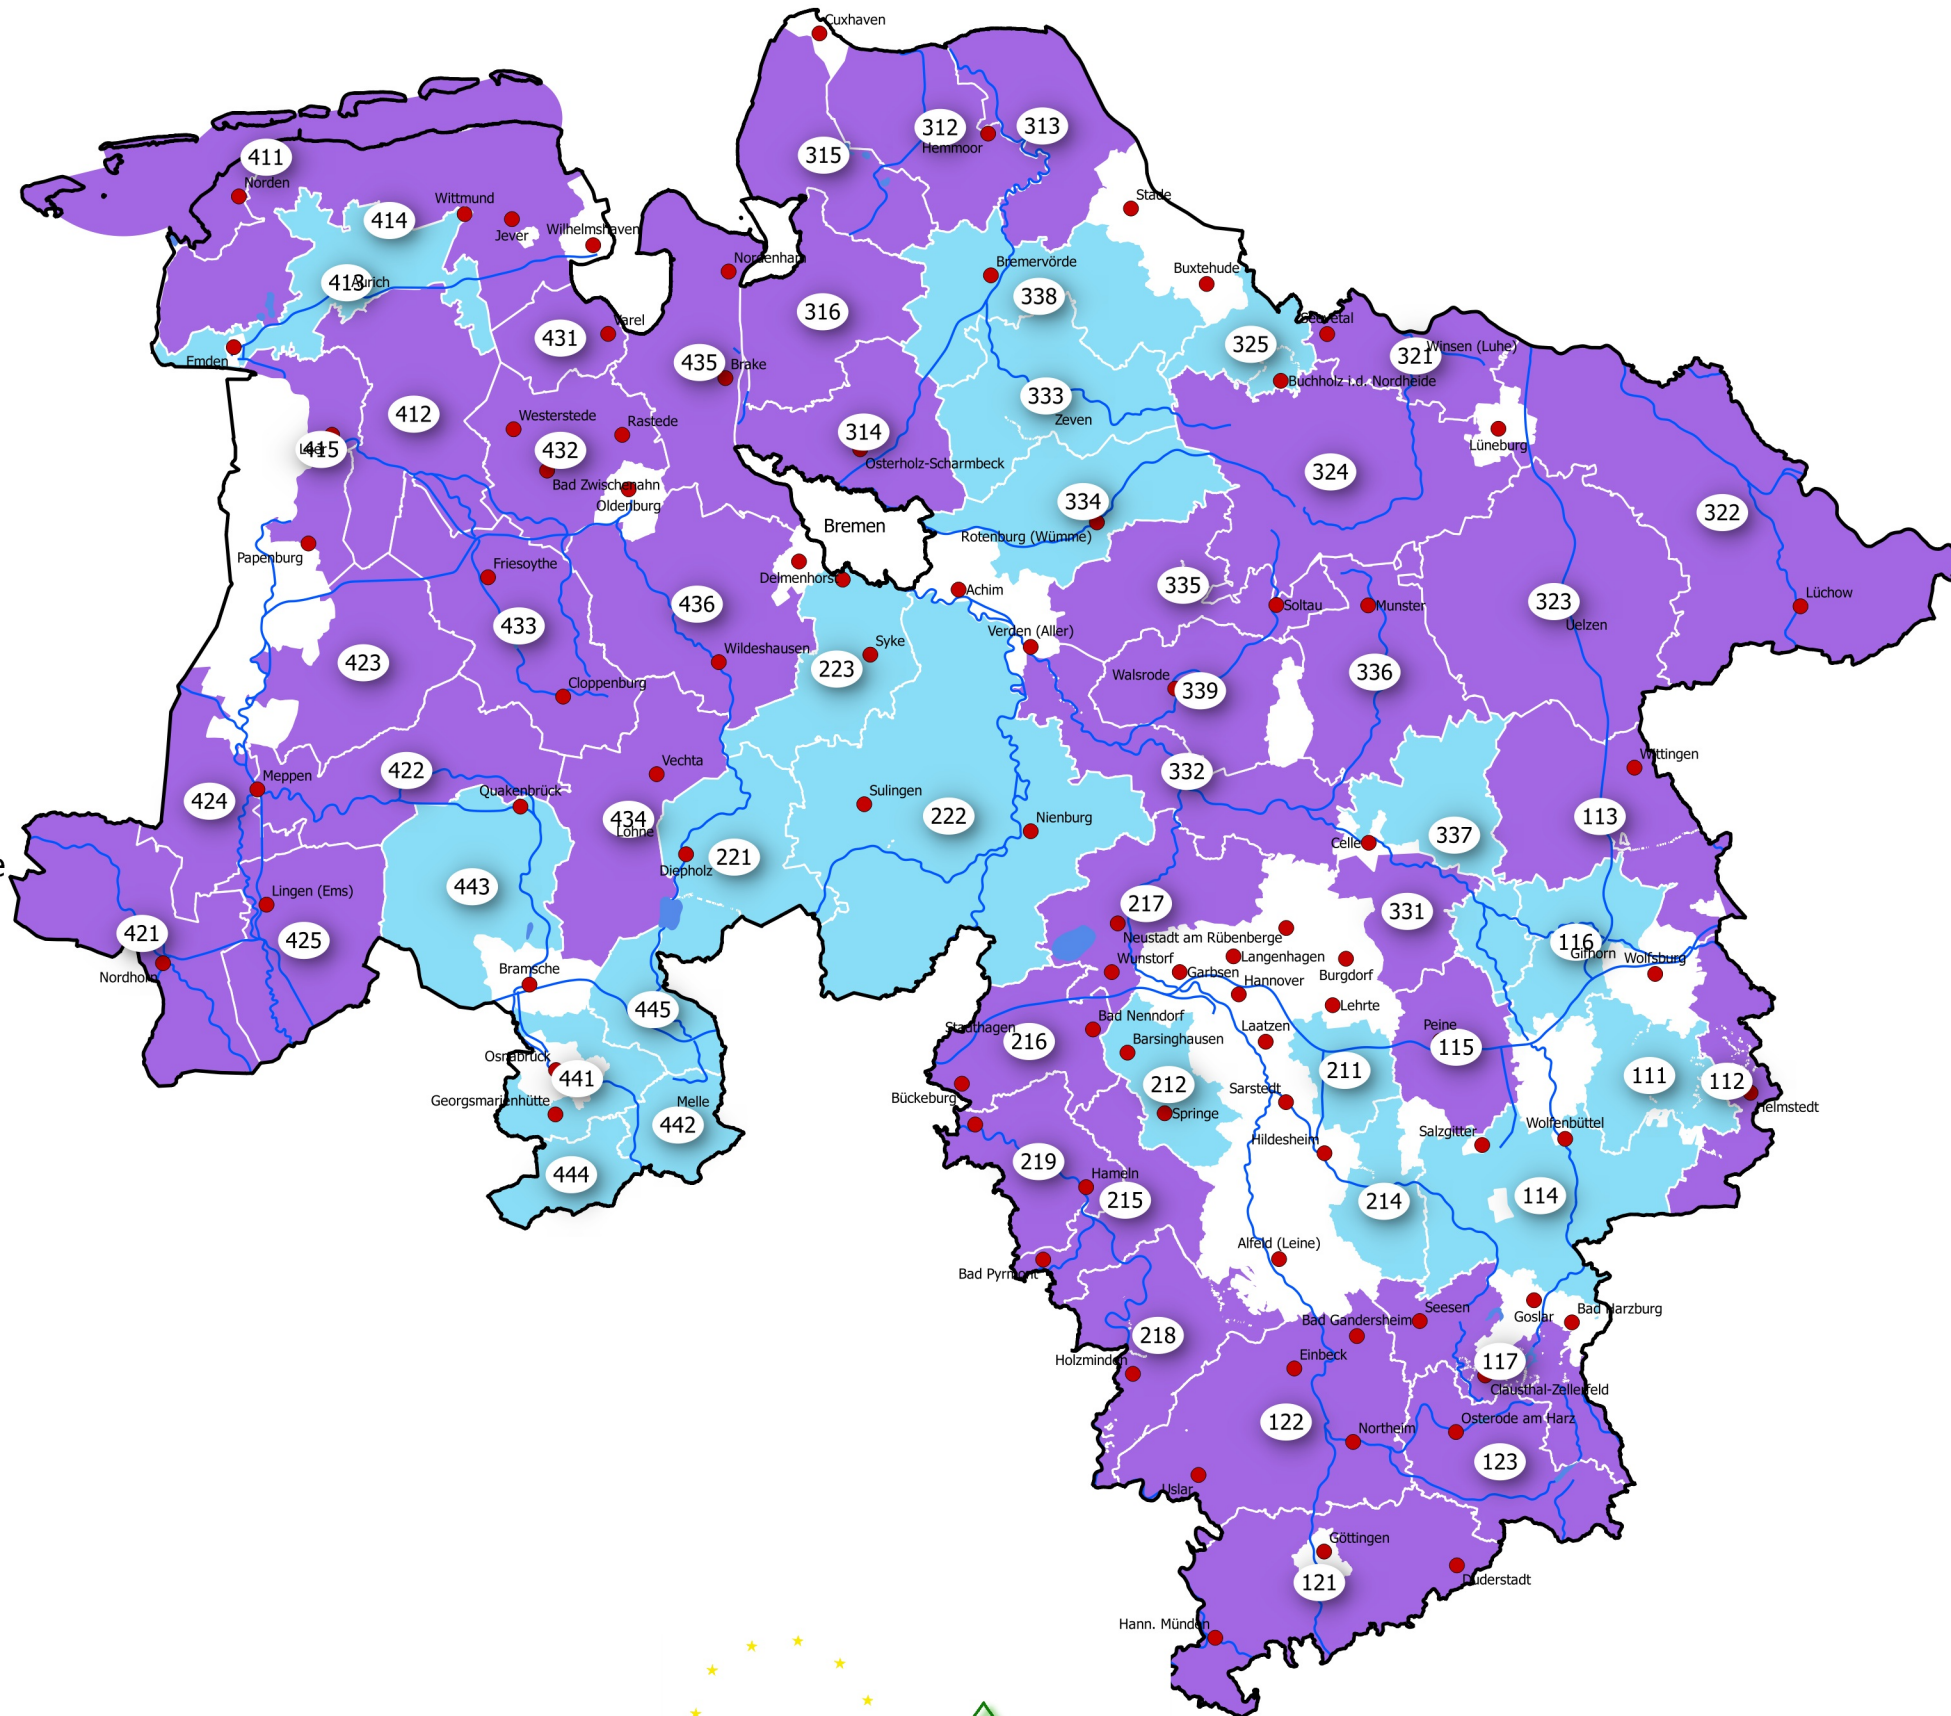 Cuxhaven
312
313
Hemmoor
315
411
Norden
Wittmund
414
Jever
Wilhelmshaven
Stade
Nordenham
Bremervörde
Buxtehude
413
Aurich
338
316
Seevetal
431
Varel
325
321
Winsen (Luhe)
Emden
435
Brake
Buchholz i.d. Nordheide
333
Zeven
412
Westerstede
Rastede
314
Lüneburg
415
432
Osterholz-Scharmbeck
324
Bad Zwischenahn
Oldenburg
334
322
Bremen
Rotenburg (Wümme)
Papenburg
Friesoythe
Delmenhorst
335
Achim
436
Soltau
Munster
323
Lüchow
433
Uelzen
Verden (Aller)
Syke
Wildeshausen
423
223
Walsrode
339
336
Cloppenburg
Vechta
Wittingen
422
332
Meppen
424
Quakenbrück
Sulingen
222
434
Lohne
Nienburg
113
337
Celle
221
Diepholz
443
Lingen (Ems)
217
331
421
425
Neustadt am Rübenberge
116
Gifhorn
Wunstorf
Langenhagen
Wolfsburg
Nordhorn
Bramsche
Garbsen
Burgdorf
Hannover
445
Lehrte
Bad Nenndorf
Stadthagen
216
Laatzen
Peine
115
Barsinghausen
Osnabrück
441
212
211
111
112
Sarstedt
Bückeburg
Georgsmarienhütte
Melle
Springe
Helmstedt
442
Salzgitter
Wolfenbüttel
Hildesheim
219
444
Hameln
215
214
114
Alfeld (Leine)
Bad Pyrmont
Seesen
Goslar
Bad Harzburg
Bad Gandersheim
218
Einbeck
117
Holzminden
Clausthal-Zellerfeld
122
Northeim
Osterode am Harz
123
Uslar
Göttingen
121
Duderstadt
Hann. Münden